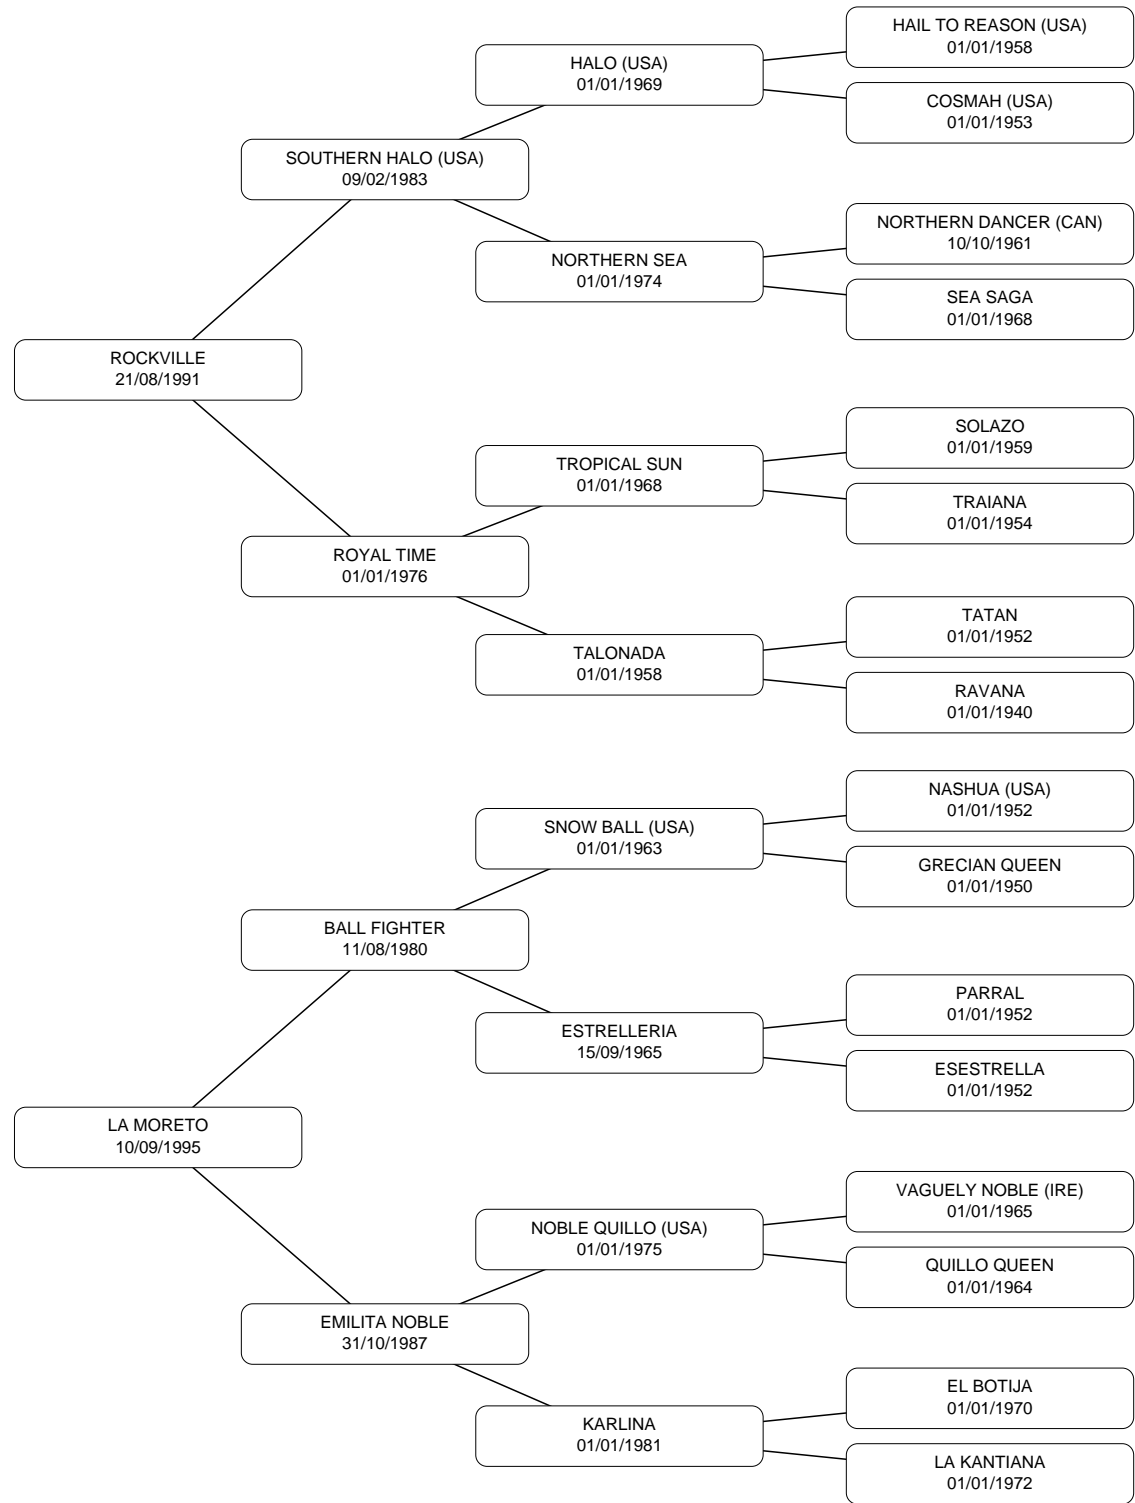 HAIL TO REASON (USA)
01/01/1958
HALO (USA)
01/01/1969
COSMAH (USA)
01/01/1953
SOUTHERN HALO (USA)
09/02/1983
NORTHERN DANCER (CAN)
10/10/1961
NORTHERN SEA
01/01/1974
SEA SAGA
01/01/1968
ROCKVILLE
21/08/1991
SOLAZO
01/01/1959
TROPICAL SUN
01/01/1968
TRAIANA
01/01/1954
ROYAL TIME
01/01/1976
TATAN
01/01/1952
TALONADA
01/01/1958
RAVANA
01/01/1940
NASHUA (USA)
01/01/1952
SNOW BALL (USA)
01/01/1963
GRECIAN QUEEN
01/01/1950
BALL FIGHTER
11/08/1980
PARRAL
01/01/1952
ESTRELLERIA
15/09/1965
ESESTRELLA
01/01/1952
LA MORETO
10/09/1995
VAGUELY NOBLE (IRE)
01/01/1965
NOBLE QUILLO (USA)
01/01/1975
QUILLO QUEEN
01/01/1964
EMILITA NOBLE
31/10/1987
EL BOTIJA
01/01/1970
KARLINA
01/01/1981
LA KANTIANA
01/01/1972